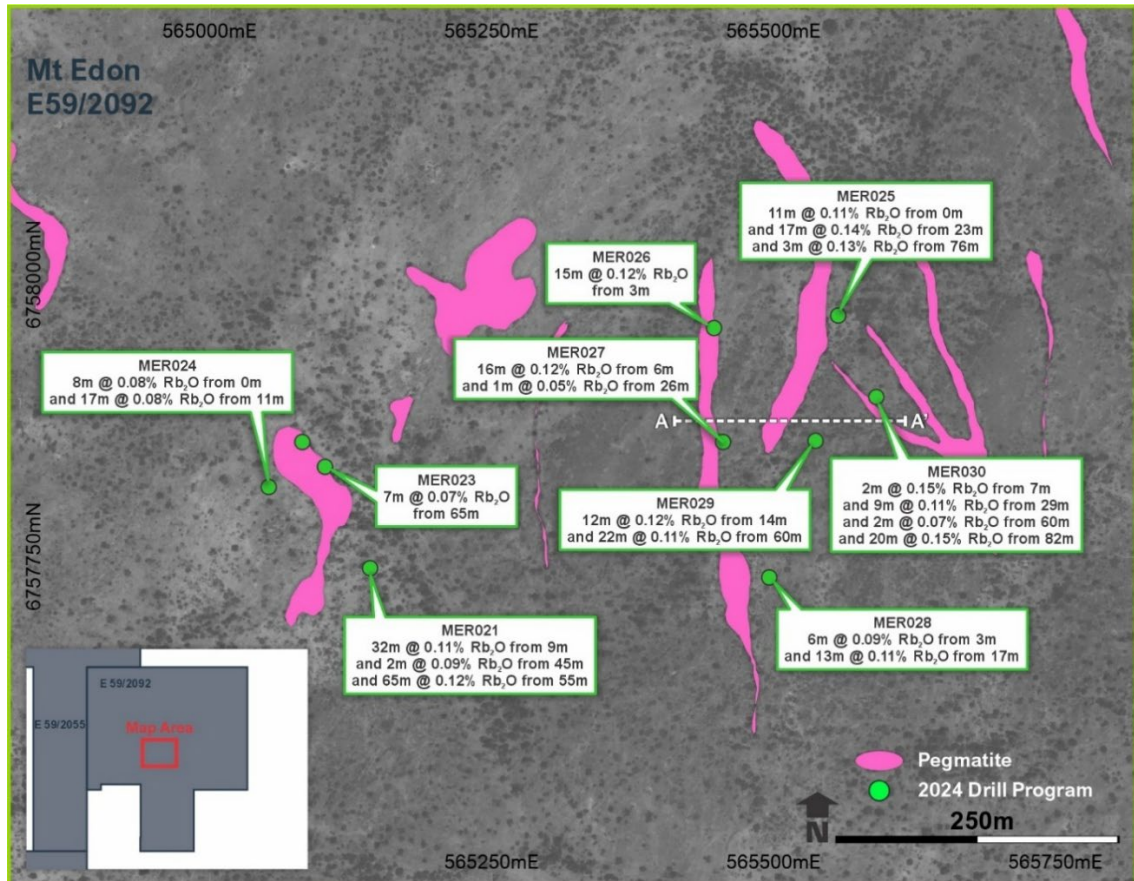 565000mE
565250mE
565500mE
Mt Edon
E59/2092
6758000mN
6757750mN
MER025
11m @ 0.11% Rb₂O from 0m
and 17m @ 0.14% Rb₂O from 23m
and 3m @ 0.13% Rb₂O from 76m
MER026
15m @ 0.12% Rb₂O
from 3m
MER027
16m @ 0.12% Rb₂O from 6m
and 1m @ 0.05% Rb₂O from 26m
MER024
8m @ 0.08% Rb₂O from 0m
and 17m @ 0.08% Rb₂O from 11m
A
A'
MER023
7m @ 0.07% Rb₂O
from 65m
MER029
12m @ 0.12% Rb₂O from 14m
and 22m @ 0.11% Rb₂O from 60m
MER030
2m @ 0.15% Rb₂O from 7m
and 9m @ 0.11% Rb₂O from 29m
and 2m @ 0.07% Rb₂O from 60m
and 20m @ 0.15% Rb₂O from 82m
MER021
32m @ 0.11% Rb₂O from 9m
and 2m @ 0.09% Rb₂O from 45m
and 65m @ 0.12% Rb₂O from 55m
MER028
6m @ 0.09% Rb₂O from 3m
and 13m @ 0.11% Rb₂O from 17m
E 59/2092
E 59/2055
Map Area
Pegmatite
2024 Drill Program
N
250m
565250mE
565500mE
565750mE